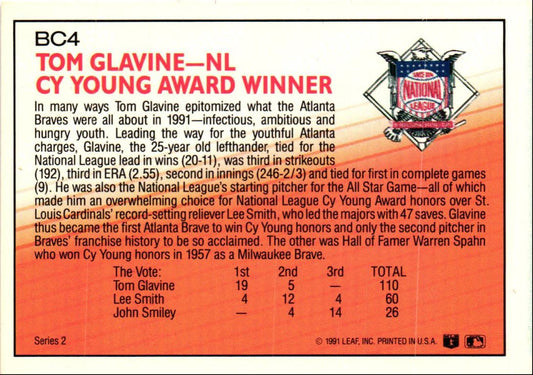 BC4
TOM GLAVINE—NL
CY YOUNG AWARD WINNER
SINCE 1876
NATIONAL
LEAGUE
In many ways Tom Glavine epitomized what the Atlanta
Braves were all about in 1991—infectious, ambitious and
hungry youth. Leading the way for the youthful Atlanta
charges, Glavine, the 25-year old lefthander, tied for the
National League lead in wins (20-11), was third in strikeouts
(192), third in ERA (2.55), second in innings (246-2/3) and tied for first in complete games
(9). He was also the National League's starting pitcher for the All Star Game—all of which
made him an overwhelming choice for National League Cy Young Award honors over St.
Louis Cardinals' record-setting reliever Lee Smith, who led the majors with 47 saves. Glavine
thus became the first Atlanta Brave to win Cy Young honors and only the second pitcher in
Braves' franchise history to be so acclaimed. The other was Hall of Famer Warren Spahn
who won Cy Young honors in 1957 as a Milwaukee Brave.
The Vote: 1st 2nd 3rd TOTAL
Tom Glavine 19 5 — 110
Lee Smith 4 12 4 60
John Smiley — 4 14 26
Series 2 © 1991 LEAF, INC. PRINTED IN U.S.A.